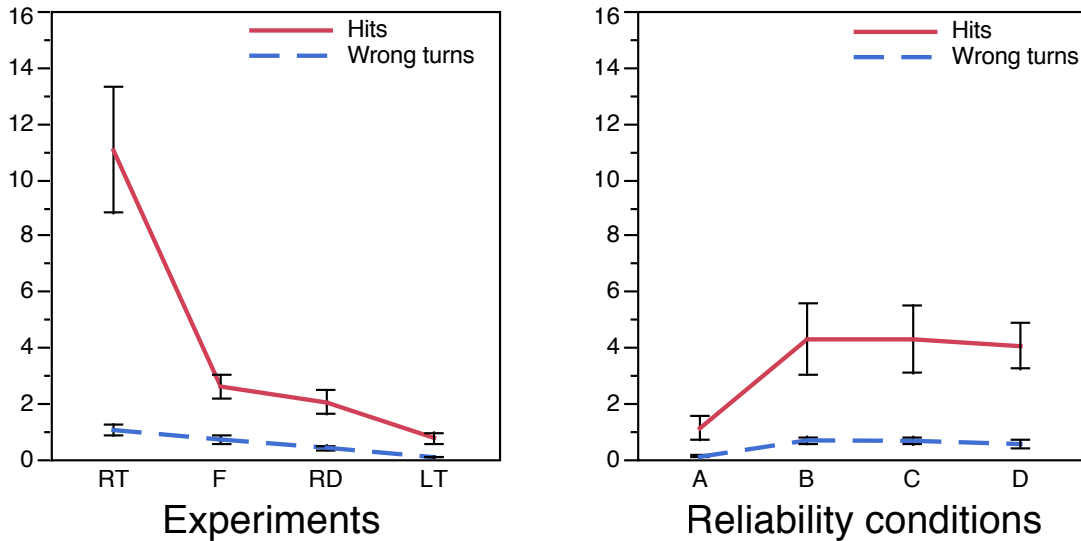 16
14
12
10
8
6
4
2
0
Hits
Wrong turns
RT F RD LT
Experiments
16
14
12
10
8
6
4
2
0
Hits
Wrong turns
A B C D
Reliability conditions